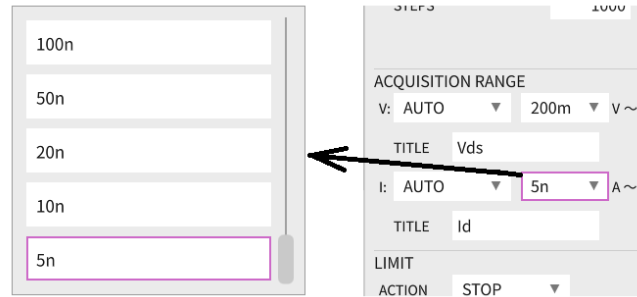 100n
50n
20n
10n
5n
STEPS 1000
ACQUISITION RANGE
V: AUTO ▼ 200m ▼ V ~
TITLE Vds
I: AUTO ▼ 5n ▼ A ~
TITLE Id
LIMIT
ACTION STOP ▼